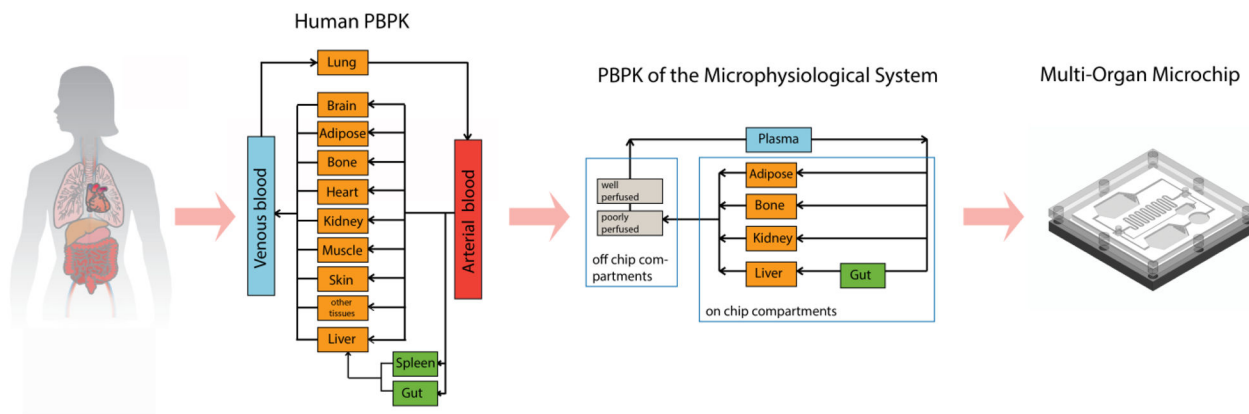 Human PBPK
Lung
Brain
Adipose
Bone
Heart
Kidney
Muscle
Skin
other
tissues
Liver
Spleen
Gut
Venous blood
Arterial blood
PBPK of the Microphysiological System
Plasma
well
perfused
poorly
perfused
off chip com-
partments
Adipose
Bone
Kidney
Liver
Gut
on chip compartments
Multi-Organ Microchip